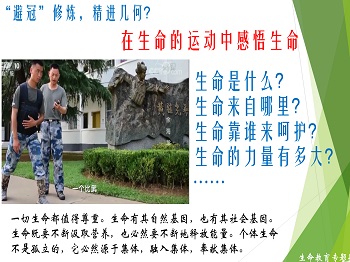 “避冠”修炼，精进几何？
在生命的运动中感悟生命
生命是什么？
生命来自哪里？
生命靠谁来呵护？
生命的力量有多大？
……
一个比武
一切生命都值得尊重。生命有其自然基因，也有其社会基因。
生命既要不断汲取营养，也必然要不断地释放能量。个体生命
不是孤立的，它必然源于集体，融入集体，奉献集体。
生命教育专题